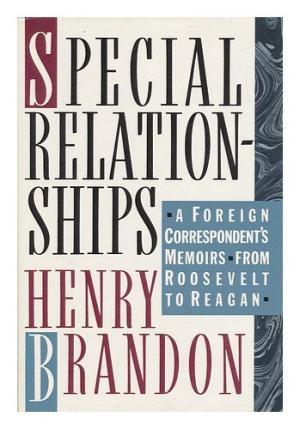 SPECIAL
RELATION-
SHIPS
▪ A FOREIGN
CORRESPONDENT'S
MEMOIRS ▪ FROM
ROOSEVELT
TO REAGAN ▪
HENRY
BRANDON